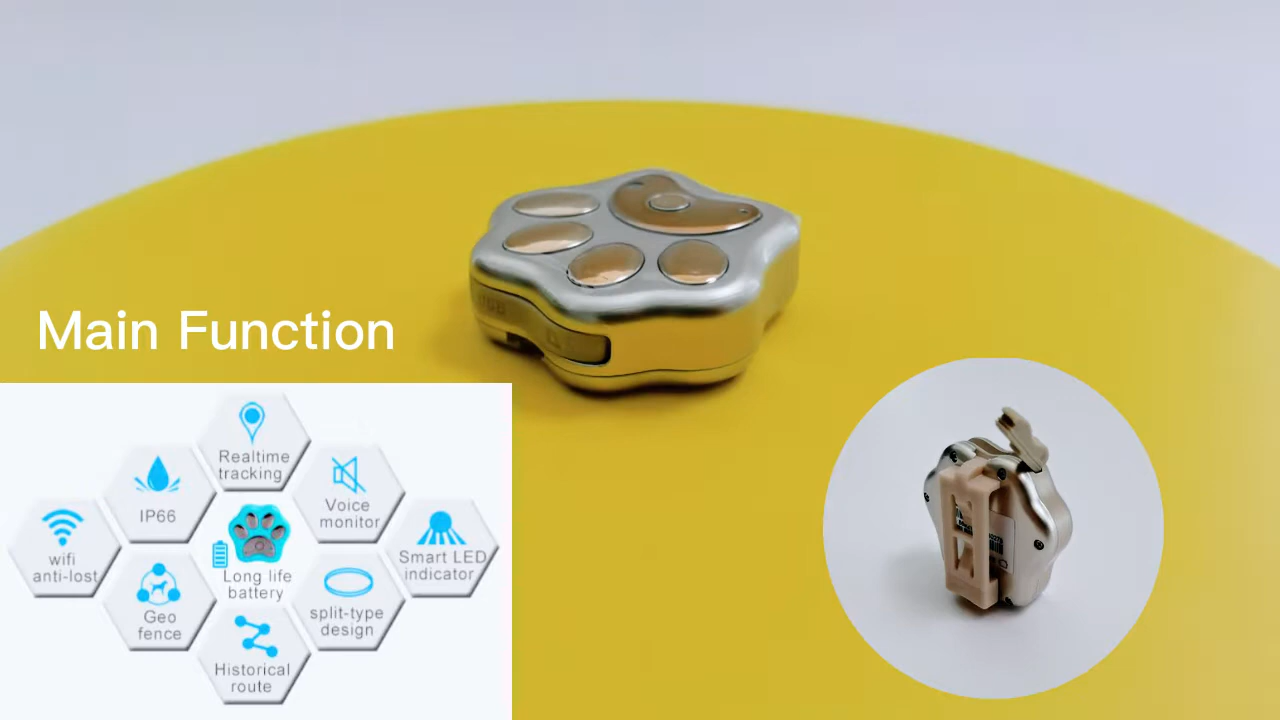 Main Function
Realtime
tracking
IP66
Voice
monitor
wifi
anti-lost
Long life
battery
Smart LED
indicator
Geo
fence
split-type
design
Historical
route